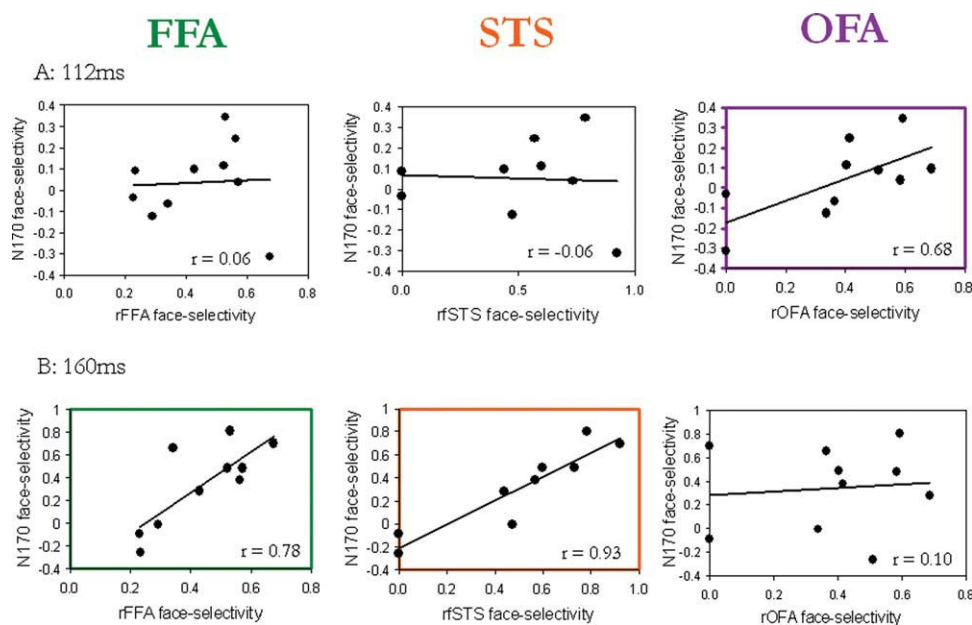 FFA STS OFA
A: 112ms
N170 face-selectivity
0.4
0.3
0.2
0.1
0
-0.1
-0.2
-0.3
-0.4
r = 0.06
0.0 0.2 0.4 0.6 0.8
rFFA face-selectivity
N170 face-selectivity
0.4
0.3
0.2
0.1
0
-0.1
-0.2
-0.3
-0.4
r = -0.06
0.0 0.5 1.0
rfSTS face-selectivity
N170 face-selectivity
0.4
0.3
0.2
0.1
0
-0.1
-0.2
-0.3
-0.4
r = 0.68
0.0 0.2 0.4 0.6 0.8
rOFA face-selectivity
B: 160ms
N170 face-selectivity
1
0.8
0.6
0.4
0.2
0
-0.2
-0.4
r = 0.78
0.0 0.2 0.4 0.6 0.8
rFFA face-selectivity
N170 face-selectivity
1
0.8
0.6
0.4
0.2
0
-0.2
-0.4
r = 0.93
0.0 0.2 0.4 0.6 0.8 1.0
rfSTS face-selectivity
N170 face-selectivity
1
0.8
0.6
0.4
0.2
0
-0.2
-0.4
r = 0.10
0.0 0.2 0.4 0.6 0.8
rOFA face-selectivity